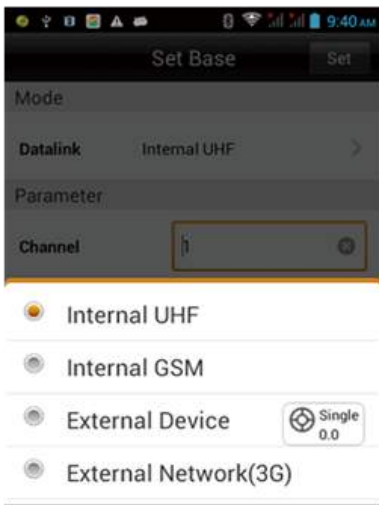 9:40 AM
Set Base
Set
Mode
Datalink Internal UHF
Parameter
Channel 1
Internal UHF
Internal GSM
External Device
Single
0.0
External Network(3G)